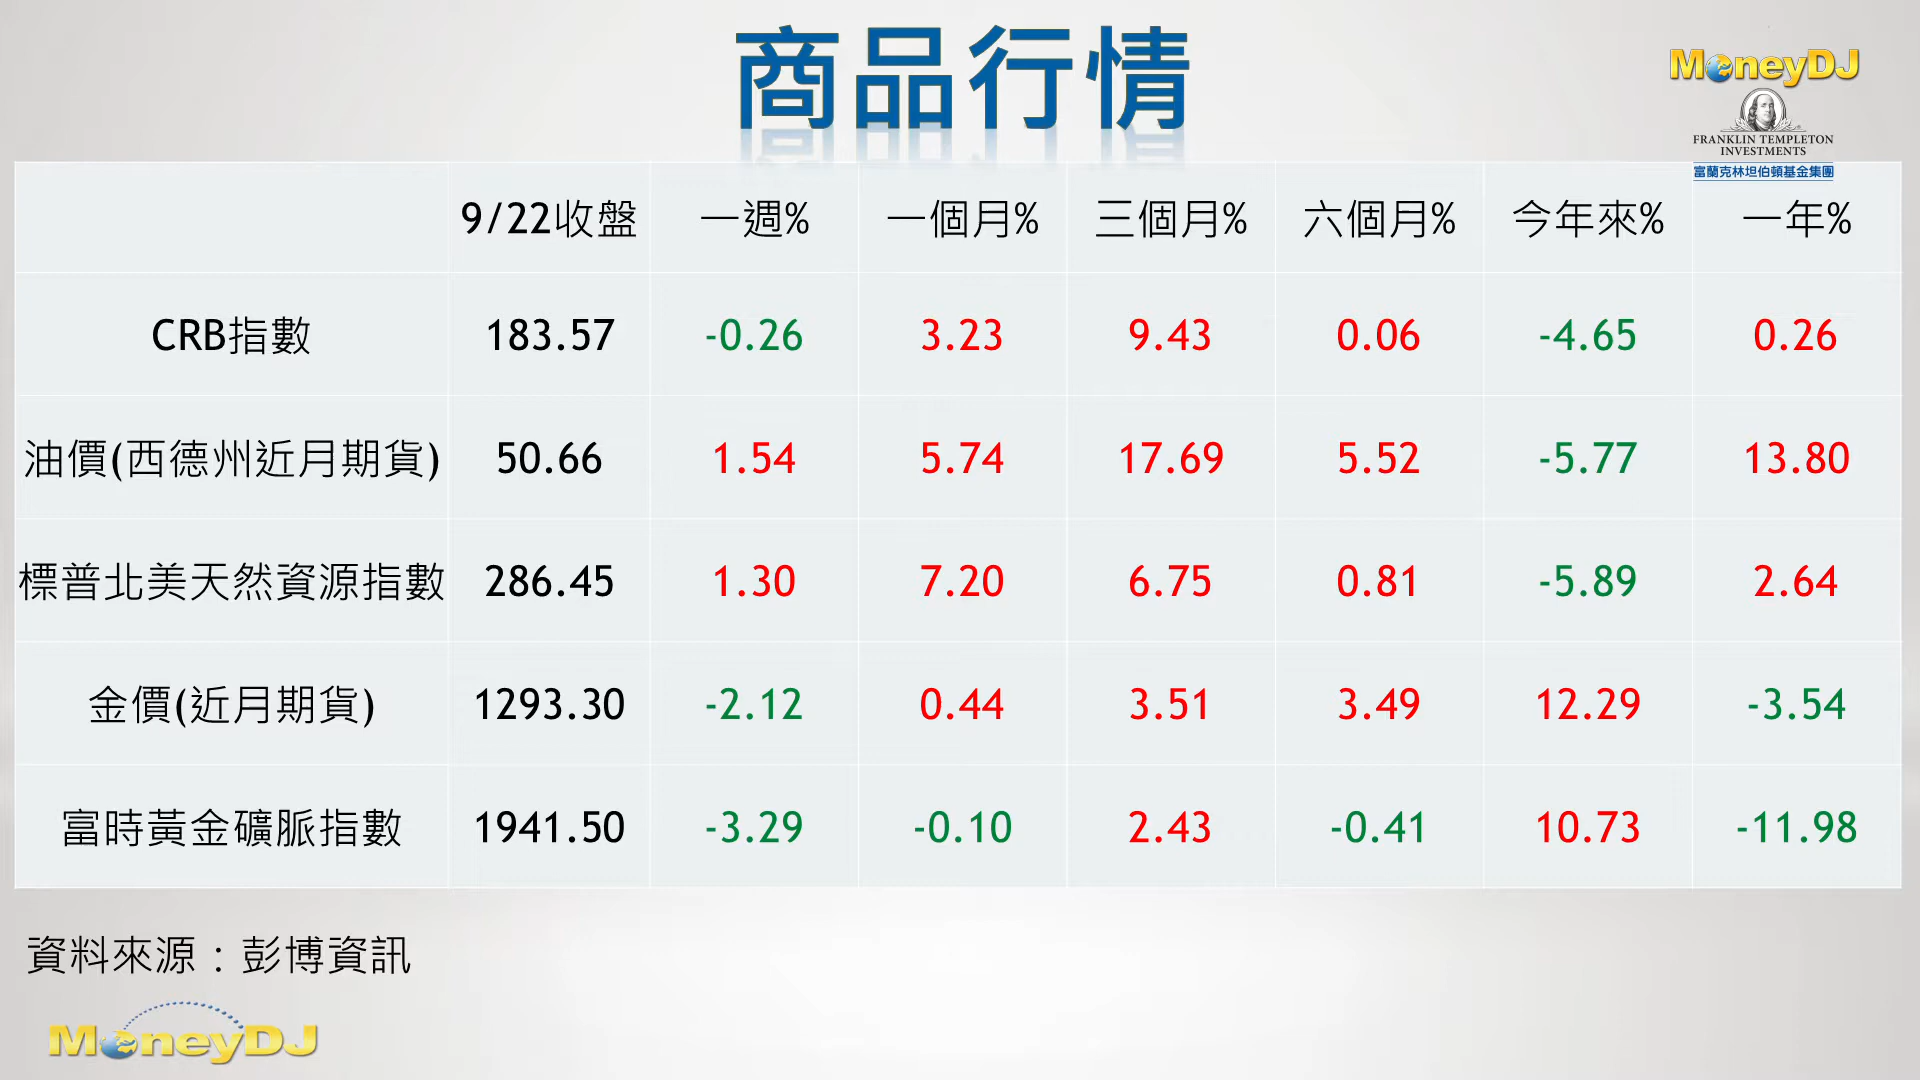 商品行情
MoneyDJ
FRANKLIN TEMPLETON
INVESTMENTS
富蘭克林坦伯頓基金集團
9/22收盤 一週% 一個月% 三個月% 六個月% 今年來% 一年%
CRB指數 183.57 -0.26 3.23 9.43 0.06 -4.65 0.26
油價(西德州近月期貨) 50.66 1.54 5.74 17.69 5.52 -5.77 13.80
標普北美天然資源指數 286.45 1.30 7.20 6.75 0.81 -5.89 2.64
金價(近月期貨) 1293.30 -2.12 0.44 3.51 3.49 12.29 -3.54
富時黃金礦脈指數 1941.50 -3.29 -0.10 2.43 -0.41 10.73 -11.98
資料來源：彭博資訊
MoneyDJ